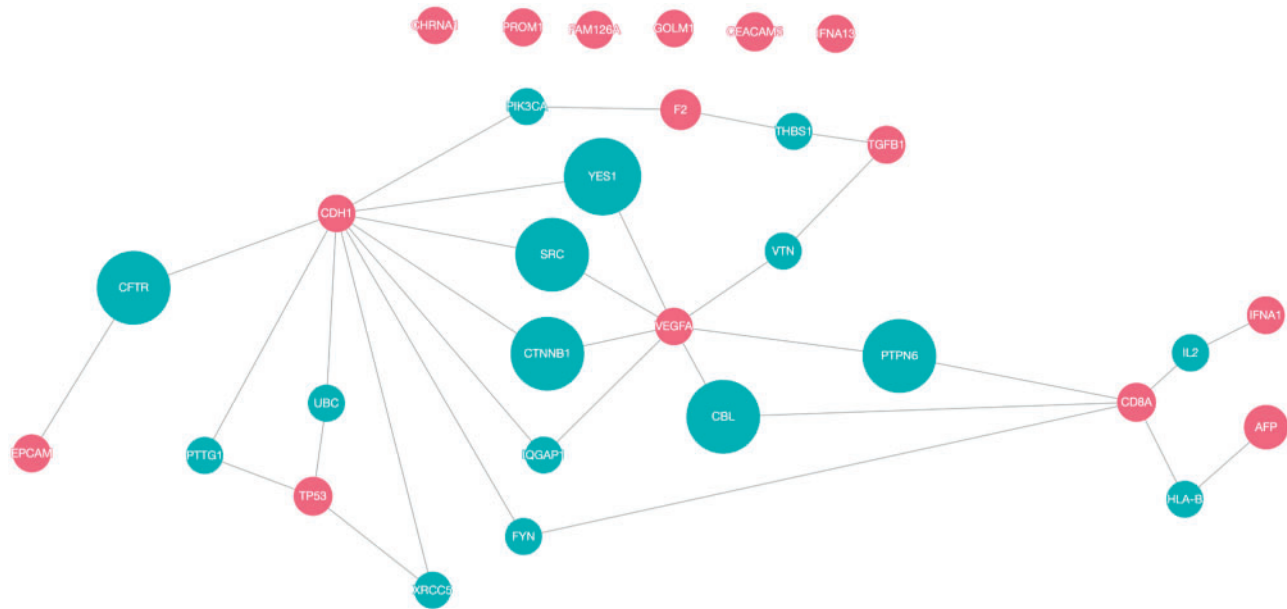 CHRNA1
PROM1
FAM126A
GOLM1
CEACAM5
IFNA13
PIK3CA
F2
THBS1
TGFB1
YES1
CDH1
SRC
VTN
CFTR
VEGFA
IFNA1
CTNNB1
PTPN6
IL2
UBC
CBL
CD8A
AFP
EPCAM
PTTG1
IQGAP1
TP53
HLA-B
FYN
XRCC5